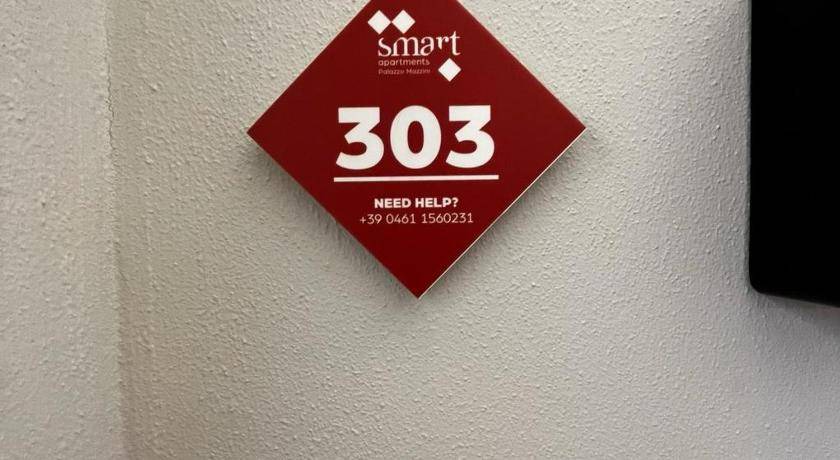 smart
apartments
Palazzo Mazzini
303
NEED HELP?
+39 0461 1560231